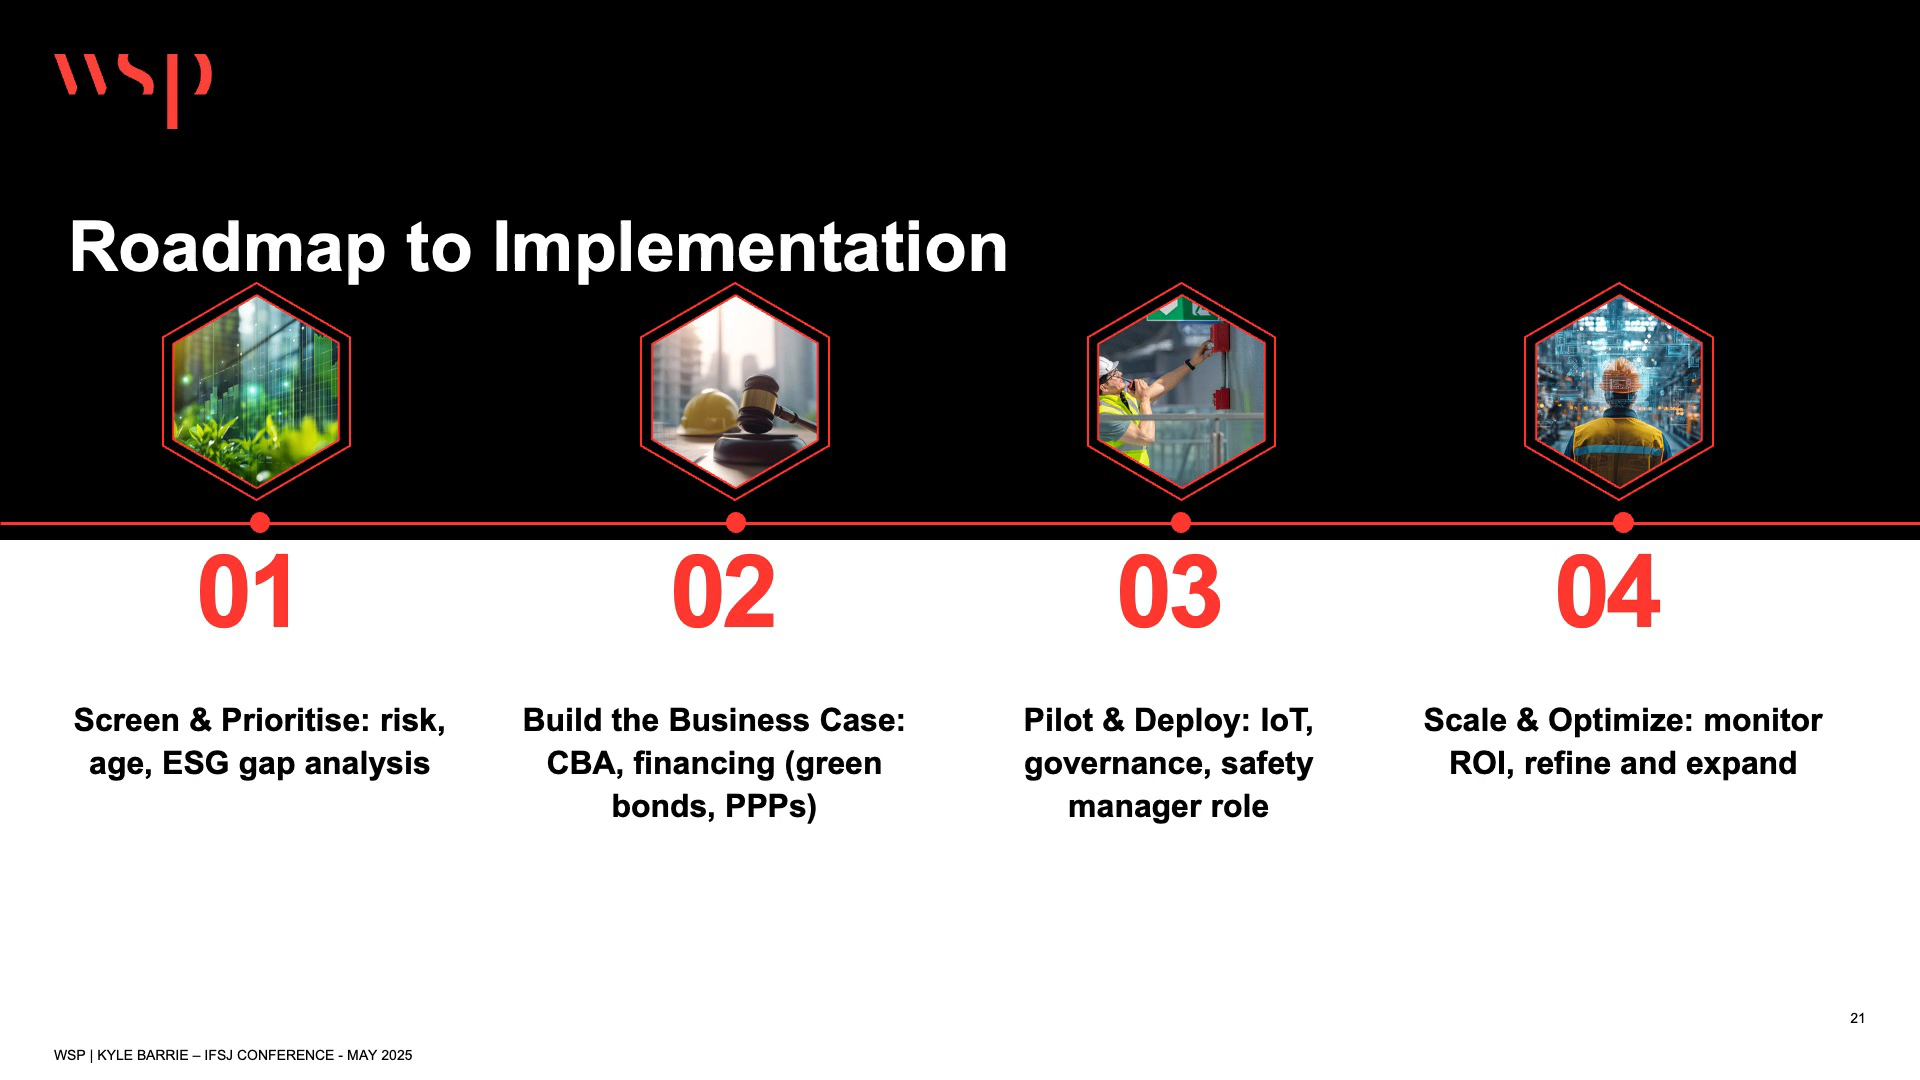 wsp
Roadmap to Implementation
01
02
03
04
Screen & Prioritise: risk,
age, ESG gap analysis
Build the Business Case:
CBA, financing (green
bonds, PPPs)
Pilot & Deploy: IoT,
governance, safety
manager role
Scale & Optimize: monitor
ROI, refine and expand
21
WSP | KYLE BARRIE – IFSJ CONFERENCE - MAY 2025